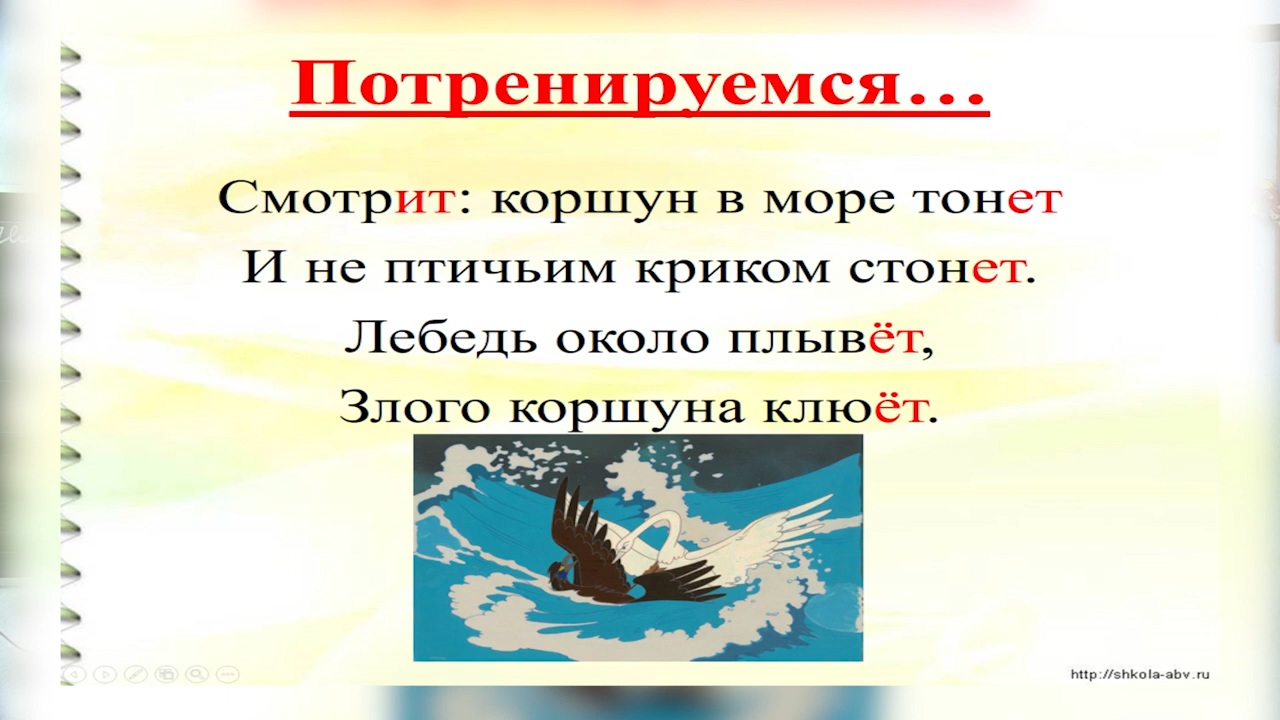 Потренируемся...
Смотрит: коршун в море тонет
И не птичьим криком стонет.
Лебедь около плывёт,
Злого коршуна клюёт.
http://shkola-abv.ru